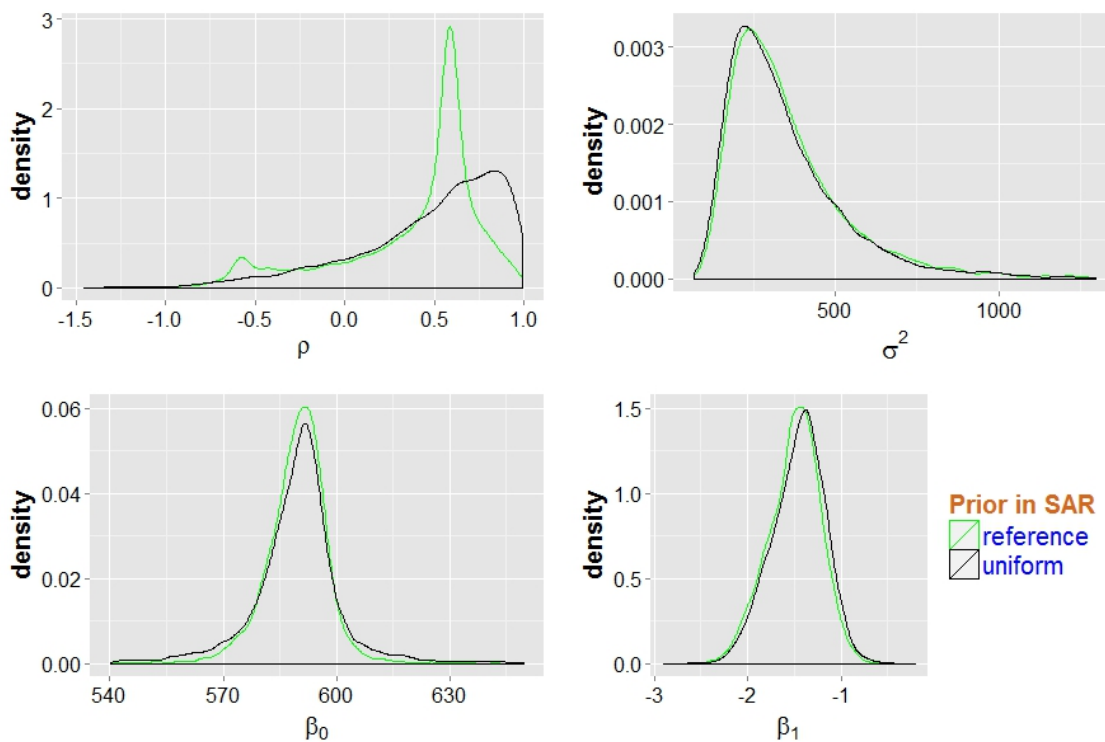 3
2
1
0
density
-1.5 -1.0 -0.5 0.0 0.5 1.0
ρ
0.003
0.002
0.001
0.000
density
500 1000
σ²
0.06
0.04
0.02
0.00
density
540 570 600 630
β₀
1.5
1.0
0.5
0.0
density
-3 -2 -1
β₁
Prior in SAR
reference
uniform